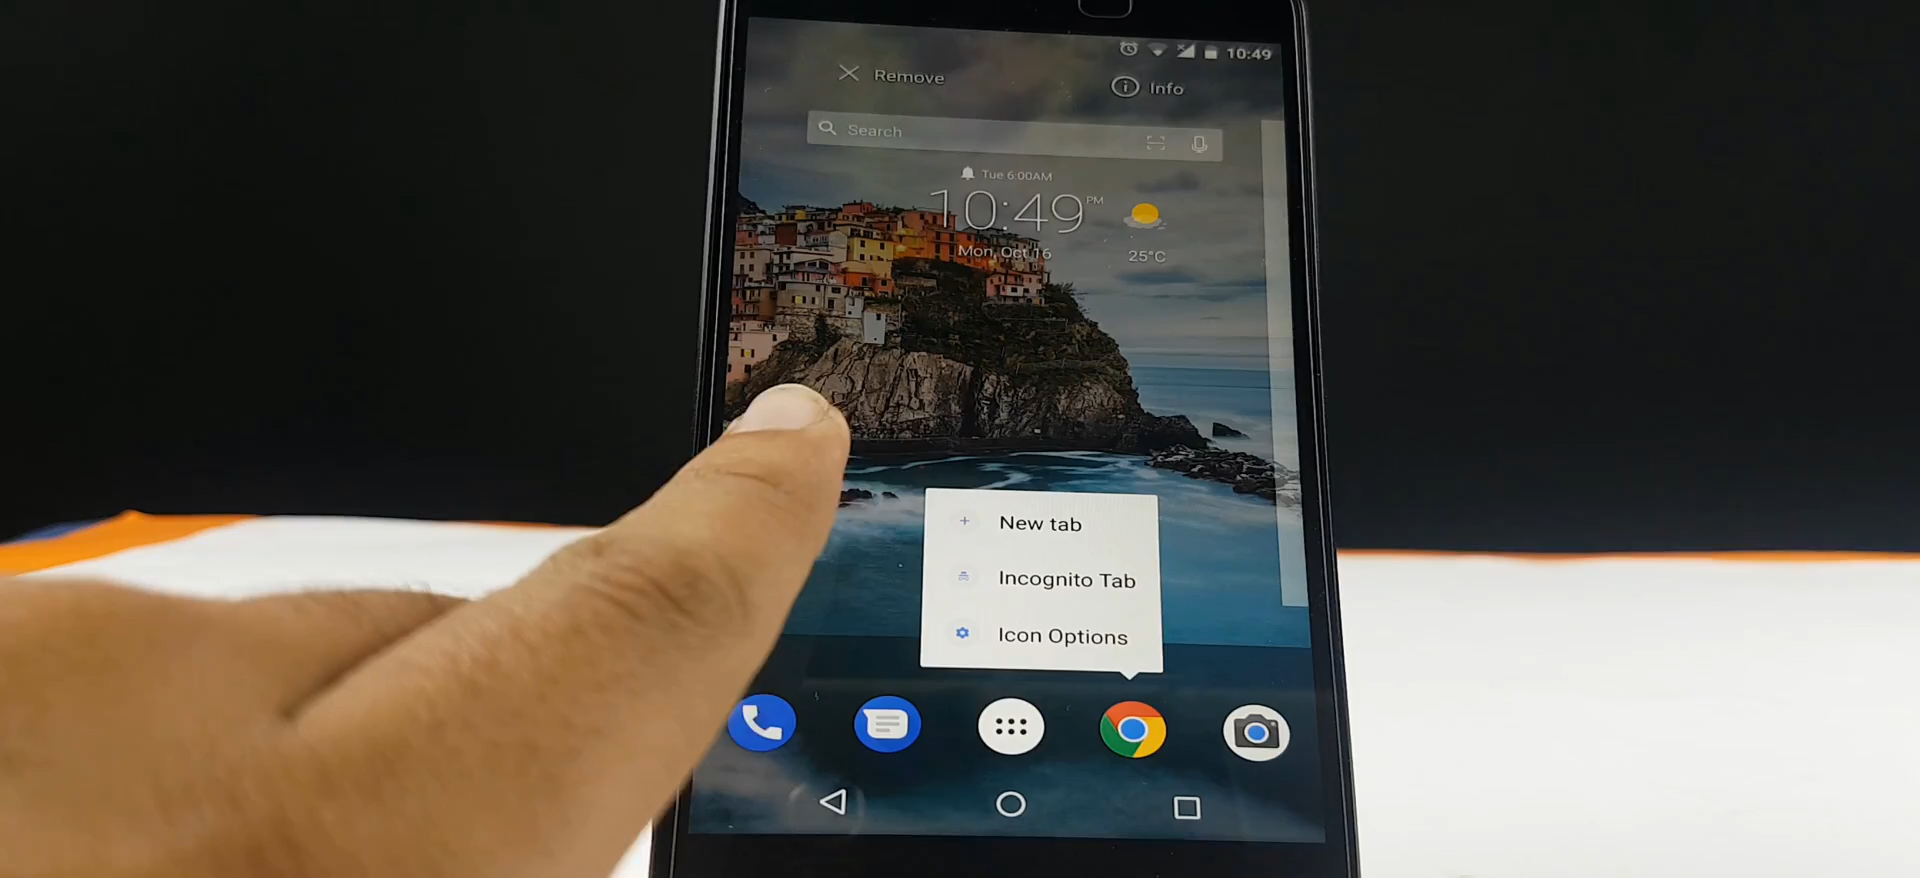 10:49
Remove
Info
Search
Tue 6:00AM
10:49 PM
Mon, Oct 16
25°C
New tab
Incognito Tab
Icon Options